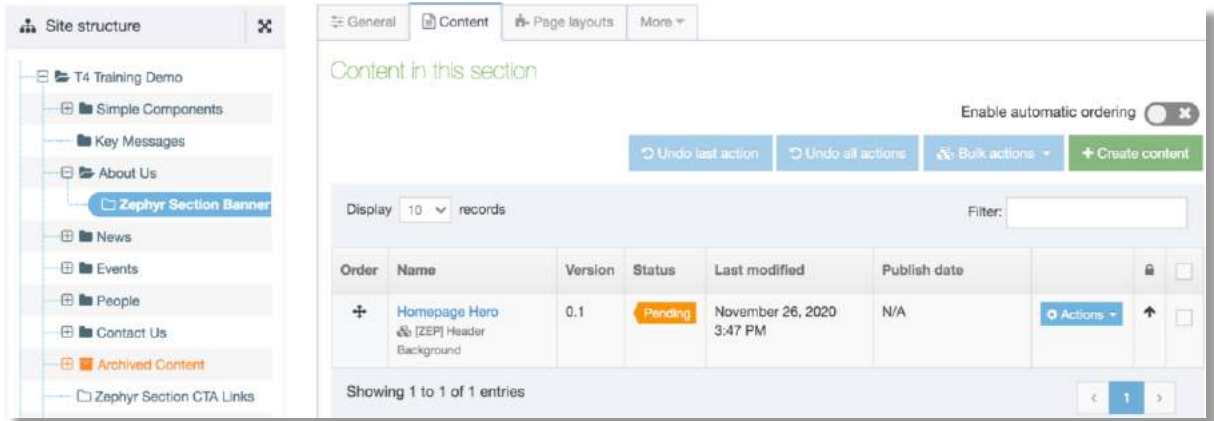 Site structure
T4 Training Demo
Simple Components
Key Messages
About Us
Zephyr Section Banner
News
Events
People
Contact Us
Archived Content
Zephyr Section CTA Links
General Content Page layouts More
Content in this section
Enable automatic ordering
Undo last action Undo all actions Bulk actions + Create content
Display 10 records Filter:
Order Name Version Status Last modified Publish date
Homepage Hero 0.1 Pending November 26, 2020 N/A Actions
[ZEP] Header 3:47 PM
Background
Showing 1 to 1 of 1 entries
< 1 >